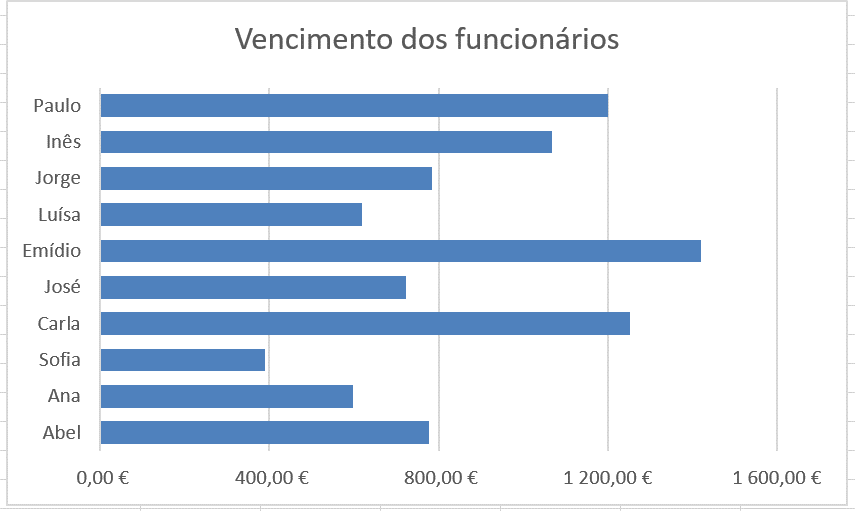 Vencimento dos funcionários
Paulo
Inês
Jorge
Luísa
Emídio
José
Carla
Sofia
Ana
Abel
0,00 € 400,00 € 800,00 € 1 200,00 € 1 600,00 €